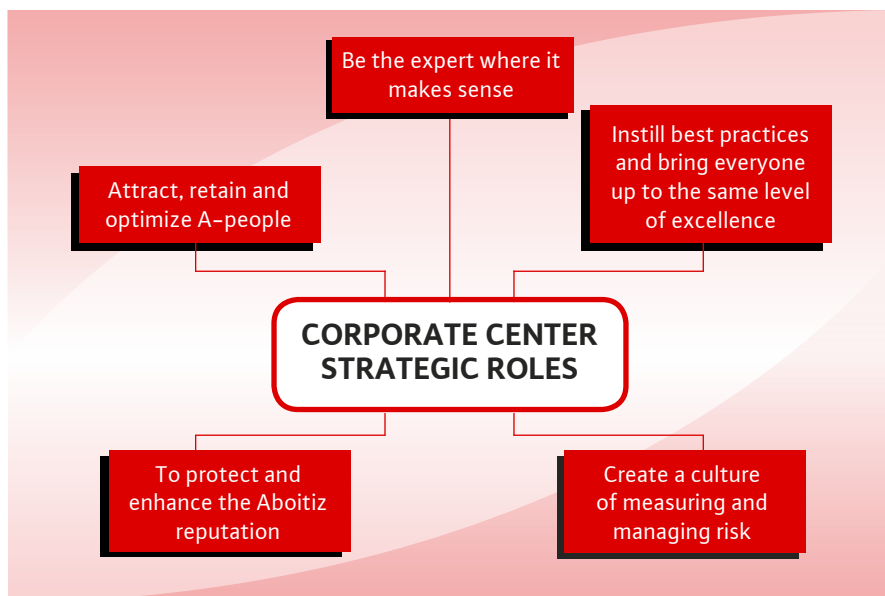 Be the expert where it
makes sense
Instill best practices
and bring everyone
up to the same level
of excellence
Attract, retain and
optimize A-people
CORPORATE CENTER
STRATEGIC ROLES
To protect and
enhance the Aboitiz
reputation
Create a culture
of measuring and
managing risk